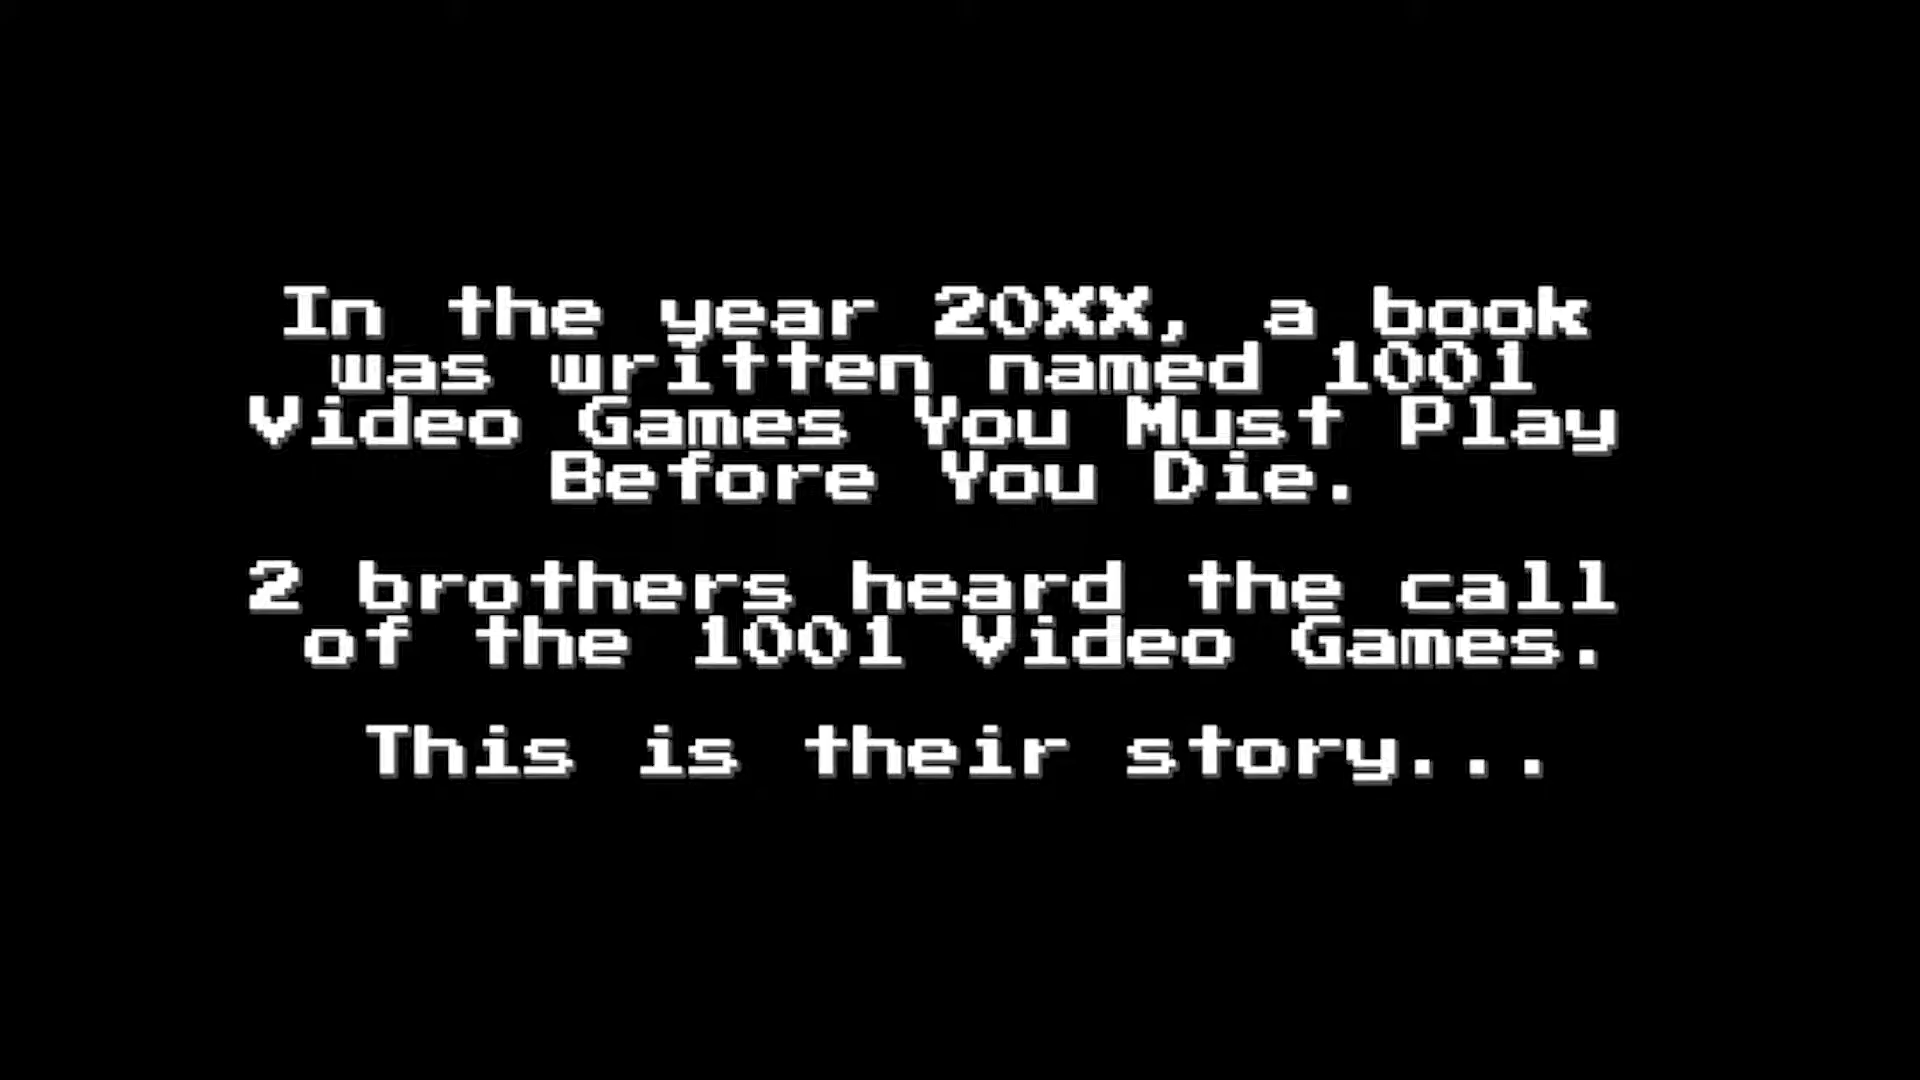 In the year 20XX, a book
was written named 1001
Video Games You Must Play
Before You Die.
2 brothers heard the call
of the 1001 Video Games.
This is their story...